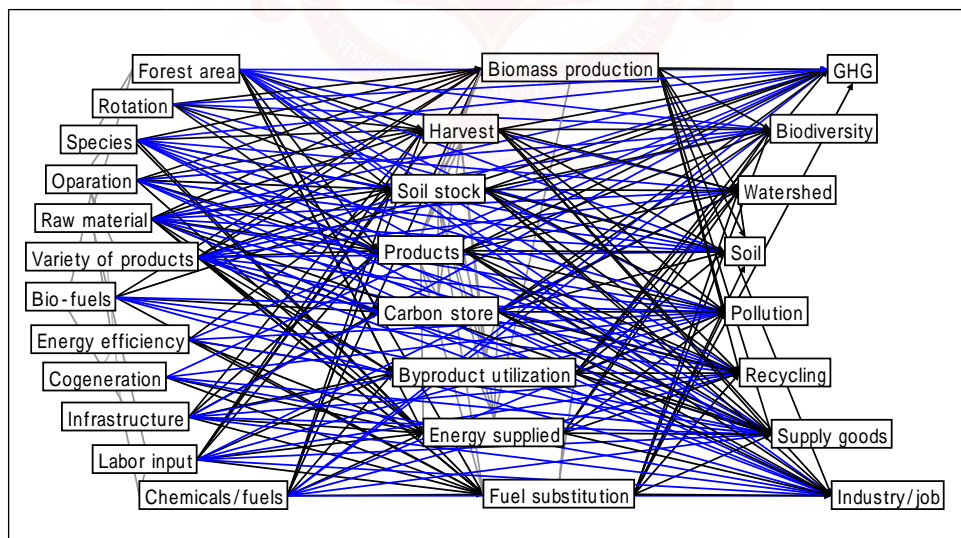 Forest area
Rotation
Species
Oparation
Raw material
Variety of products
Bio-fuels
Energy efficiency
Cogeneration
Infrastructure
Labor input
Chemicals/fuels
Biomass production
Harvest
Soil stock
Products
Carbon store
Byproduct utilization
Energy supplied
Fuel substitution
GHG
Biodiversity
Watershed
Soil
Pollution
Recycling
Supply goods
Industry/job